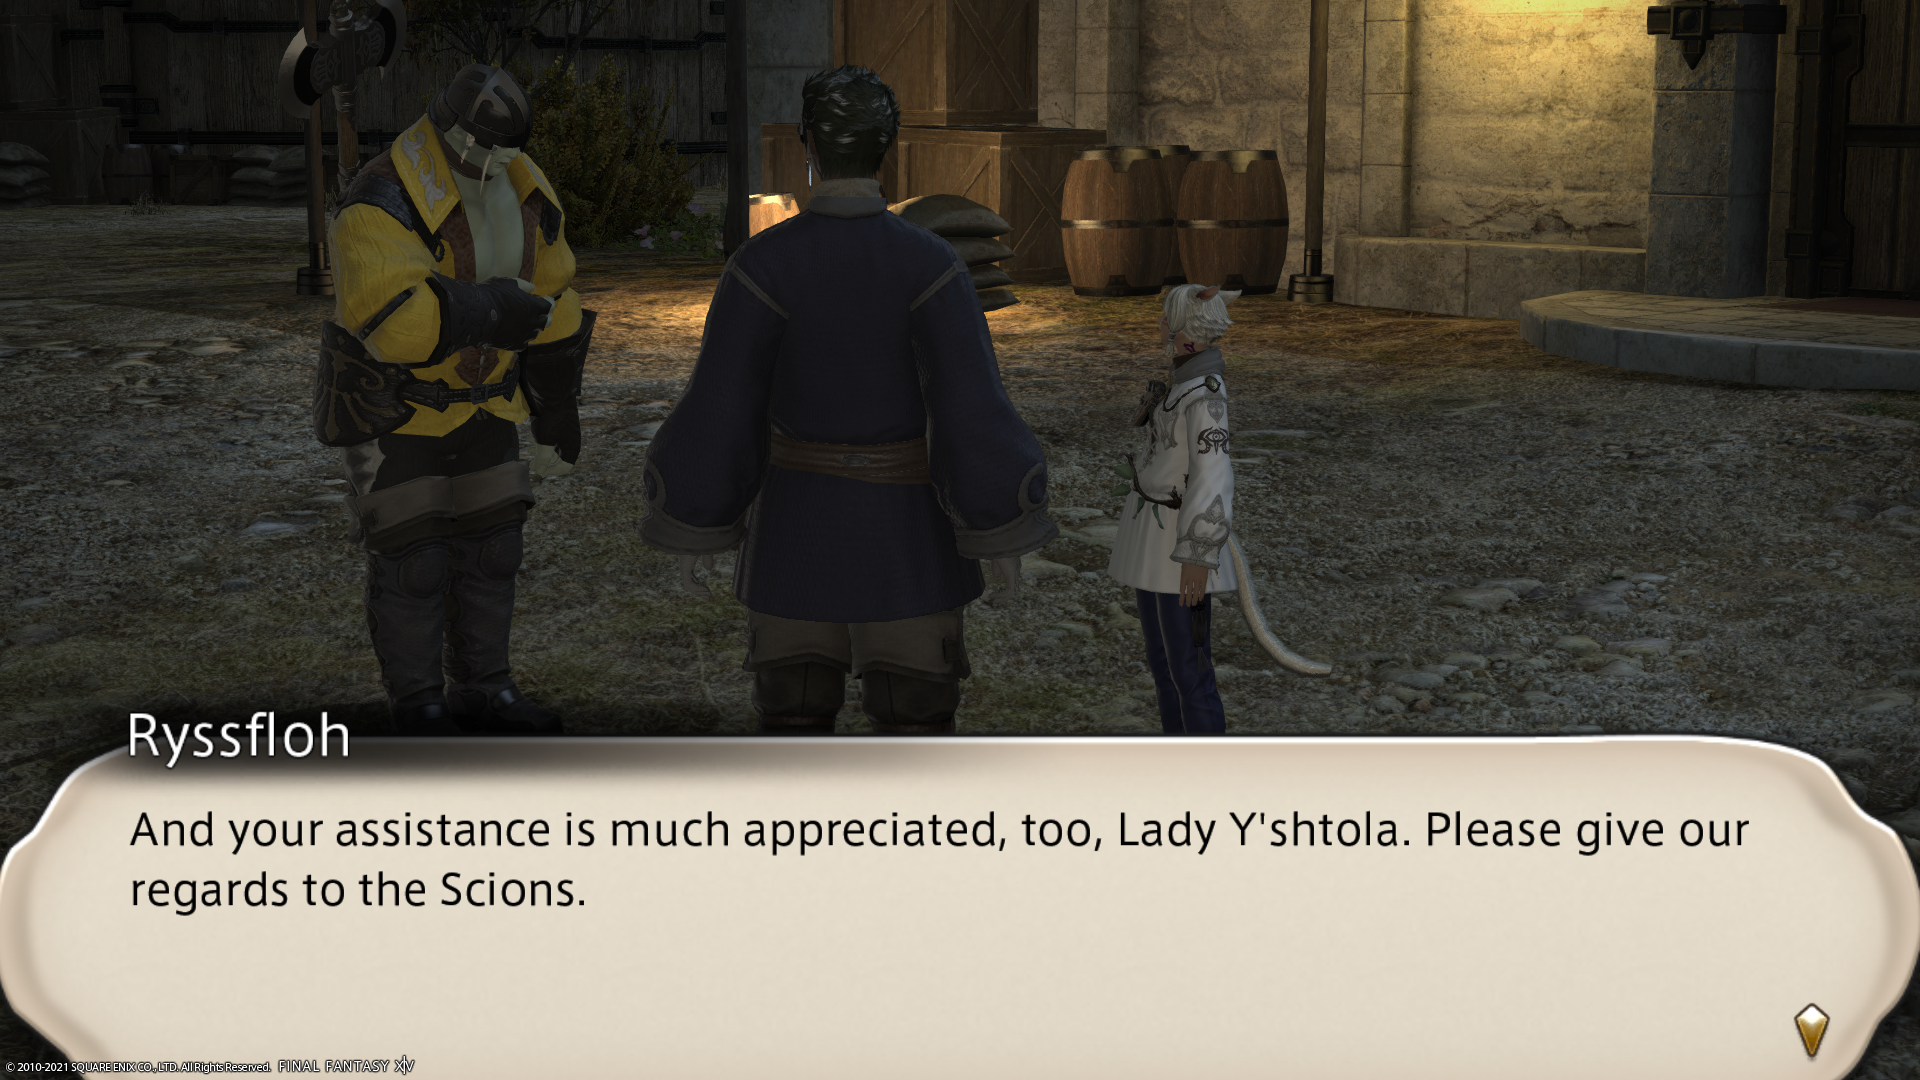 Ryssfloh
And your assistance is much appreciated, too, Lady Y'shtola. Please give our
regards to the Scions.
© 2010-2021 SQUARE ENIX CO., LTD. All Rights Reserved. FINAL FANTASY XIV